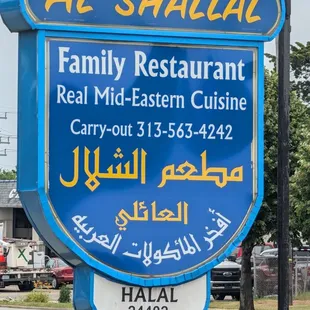 AL SHALLAL
Family Restaurant
Real Mid-Eastern Cuisine
Carry-out 313-563-4242
مطعم الشلال
العائلي
أفخر المأكولات العربيه
HALAL